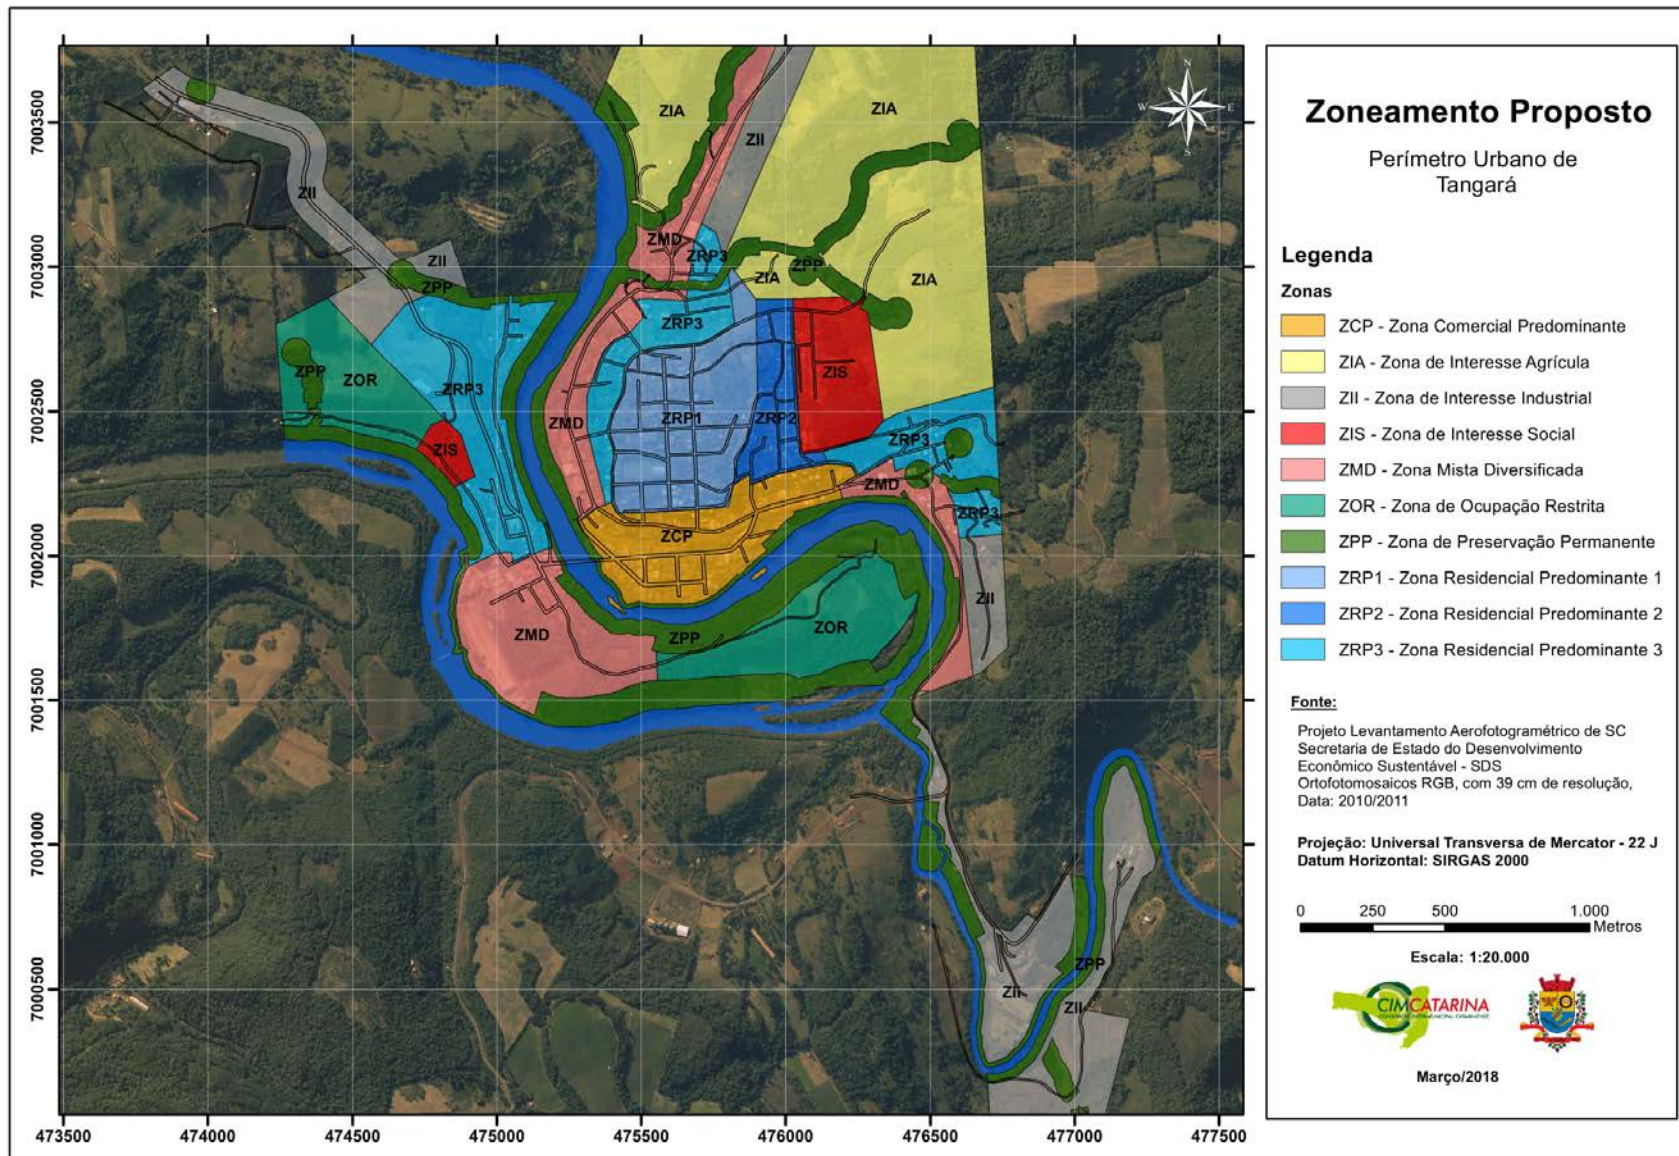 Zoneamento Proposto
Perímetro Urbano de
Tangará
Legenda
Zonas
ZCP - Zona Comercial Predominante
ZIA - Zona de Interesse Agrícula
ZII - Zona de Interesse Industrial
ZIS - Zona de Interesse Social
ZMD - Zona Mista Diversificada
ZOR - Zona de Ocupação Restrita
ZPP - Zona de Preservação Permanente
ZRP1 - Zona Residencial Predominante 1
ZRP2 - Zona Residencial Predominante 2
ZRP3 - Zona Residencial Predominante 3
Fonte:
Projeto Levantamento Aerofotogramétrico de SC
Secretaria de Estado do Desenvolvimento
Econômico Sustentável - SDS
Ortofotomosaicos RGB, com 39 cm de resolução,
Data: 2010/2011
Projeção: Universal Transversa de Mercator - 22 J
Datum Horizontal: SIRGAS 2000
0 250 500 1.000
Metros
Escala: 1:20.000
CIMCATARINA
Março/2018
N
W E
S
ZIA
ZIA
ZII
ZII
ZMD
ZRP3
ZII
ZPP
ZIA
ZPP
ZIA
ZRP3
ZPP
ZOR
ZRP3
ZIS
ZMD
ZRP1
ZRP2
ZIS
ZRP3
ZMD
ZRP3
ZCP
ZII
ZMD
ZPP
ZOR
ZPP
ZII
ZII
7003500
7003000
7002500
7002000
7001500
7001000
7000500
7003500
7003000
7002500
7002000
7001500
7001000
7000500
473500 474000 474500 475000 475500 476000 476500 477000 477500